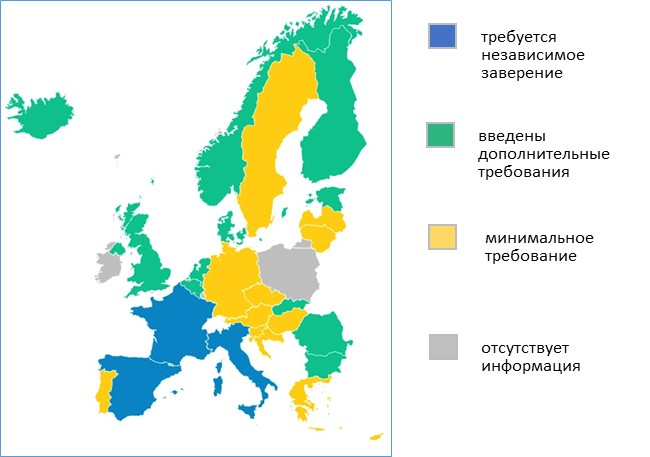 требуется
независимое
заверение
введены
дополнительные
требования
минимальное
требование
отсутствует
информация